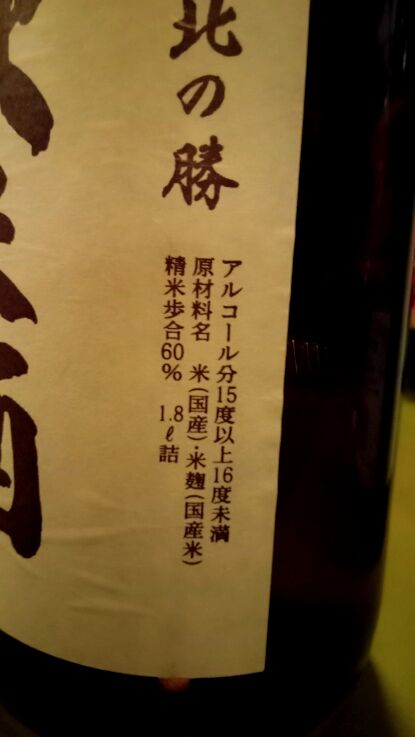 北の勝
アルコール分15度以上16度未満
原材料名 米(国産)・米麹(国産米)
精米歩合60% 1.8ℓ詰
酒